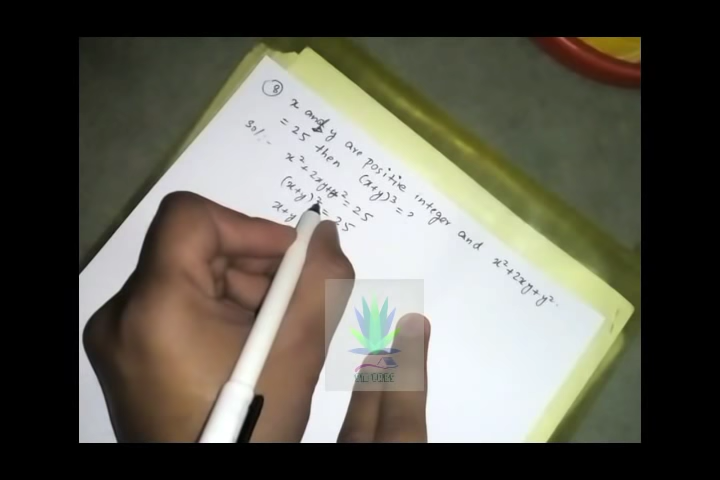 8 x and y are positive integer and x²+2xy+y²
= 25 then (x+y)³ = ?
Sol:-
x²+2xy+y² = 25
(x+y)² = 25
x+y